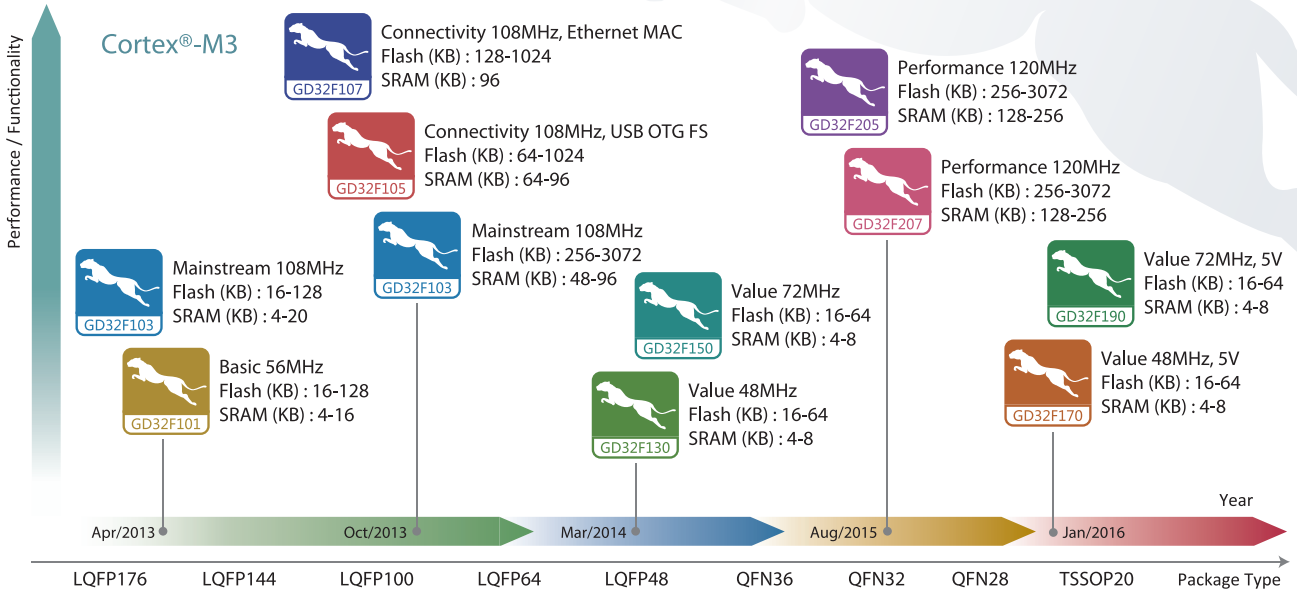 Performance / Functionality
Cortex®-M3
GD32F107
Connectivity 108MHz, Ethernet MAC
Flash (KB) : 128-1024
SRAM (KB) : 96
GD32F105
Connectivity 108MHz, USB OTG FS
Flash (KB) : 64-1024
SRAM (KB) : 64-96
GD32F103
Mainstream 108MHz
Flash (KB) : 256-3072
SRAM (KB) : 48-96
GD32F103
Mainstream 108MHz
Flash (KB) : 16-128
SRAM (KB) : 4-20
GD32F101
Basic 56MHz
Flash (KB) : 16-128
SRAM (KB) : 4-16
GD32F150
Value 72MHz
Flash (KB) : 16-64
SRAM (KB) : 4-8
GD32F130
Value 48MHz
Flash (KB) : 16-64
SRAM (KB) : 4-8
GD32F205
Performance 120MHz
Flash (KB) : 256-3072
SRAM (KB) : 128-256
GD32F207
Performance 120MHz
Flash (KB) : 256-3072
SRAM (KB) : 128-256
GD32F190
Value 72MHz, 5V
Flash (KB) : 16-64
SRAM (KB) : 4-8
GD32F170
Value 48MHz, 5V
Flash (KB) : 16-64
SRAM (KB) : 4-8
Year
Apr/2013
Oct/2013
Mar/2014
Aug/2015
Jan/2016
LQFP176
LQFP144
LQFP100
LQFP64
LQFP48
QFN36
QFN32
QFN28
TSSOP20
Package Type